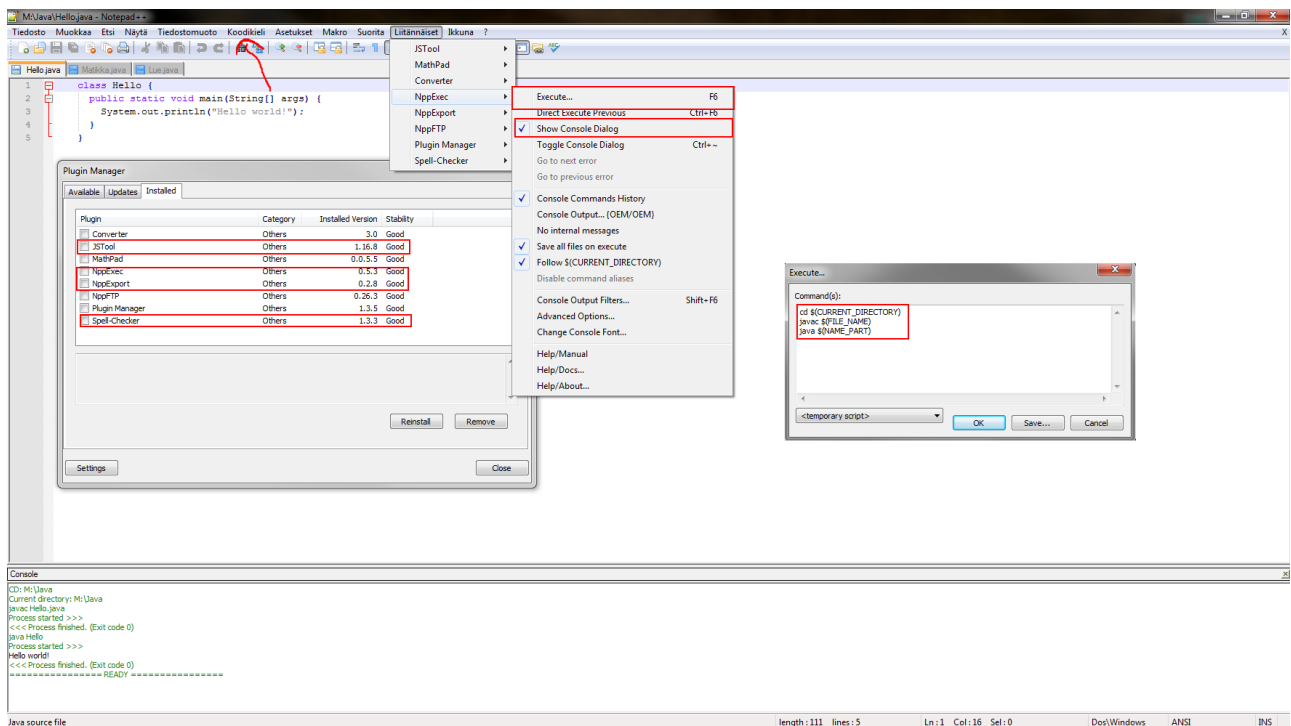 M:\Java\Hello.java - Notepad++
Tiedosto Muokkaa Etsi Näytä Tiedostomuoto Koodikieli Asetukset Makro Suorita Liitännäiset Ikkuna ? X
Hello.java Matikka.java Lue.java
1 class Hello {
2 public static void main(String[] args) {
3 System.out.println("Hello world!");
4 }
5 }
JSTool
MathPad
Converter
NppExec
NppExport
NppFTP
Plugin Manager
Spell-Checker
Execute... F6
Direct Execute Previous Ctrl+F6
Show Console Dialog
Toggle Console Dialog Ctrl+~
Go to next error
Go to previous error
Console Commands History
Console Output... (OEM/OEM)
No internal messages
Save all files on execute
Follow $(CURRENT_DIRECTORY)
Disable command aliases
Console Output Filters... Shift+F6
Advanced Options...
Change Console Font...
Help/Manual
Help/Docs...
Help/About...
Plugin Manager
Available Updates Installed
Plugin Category Installed Version Stability
Converter Others 3.0 Good
JSTool Others 1.16.8 Good
MathPad Others 0.0.5.5 Good
NppExec Others 0.5.3 Good
NppExport Others 0.2.8 Good
NppFTP Others 0.26.3 Good
Plugin Manager Others 1.3.5 Good
Spell-Checker Others 1.3.3 Good
Reinstall Remove
Settings Close
Execute...
Command(s):
cd $(CURRENT_DIRECTORY)
javac $(FILE_NAME)
java $(NAME_PART)
<temporary script> OK Save... Cancel
Console
CD: M:\Java
Current directory: M:\Java
javac Hello.java
Process started >>>
<<< Process finished. (Exit code 0)
java Hello
Process started >>>
Hello world!
<<< Process finished. (Exit code 0)
================ READY ================
Java source file length : 111 lines : 5 Ln : 1 Col : 16 Sel : 0 Dos\Windows ANSI INS